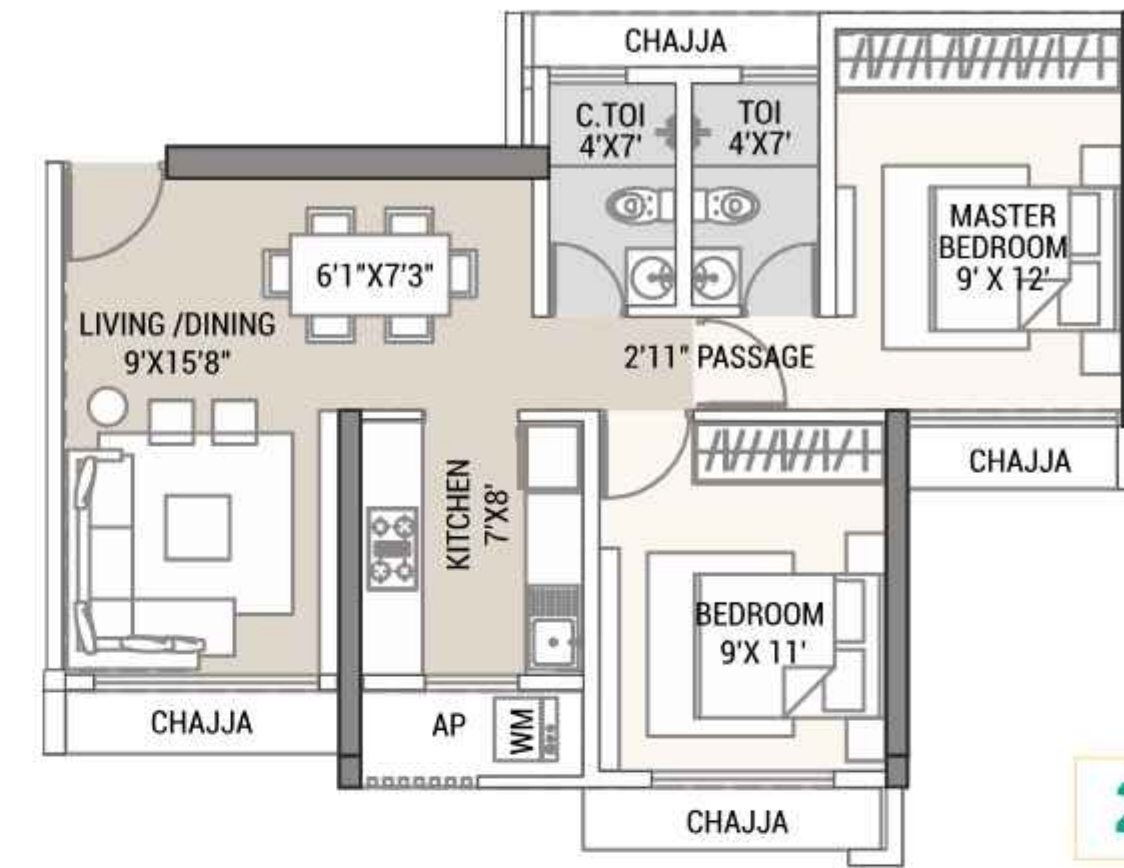 CHAJJA
C.TOI
4'X7'
TOI
4'X7'
MASTER
BEDROOM
9' X 12'
6'1"X7'3"
LIVING /DINING
9'X15'8"
2'11" PASSAGE
CHAJJA
KITCHEN
7'X8'
BEDROOM
9'X 11'
CHAJJA
AP
WM
CHAJJA